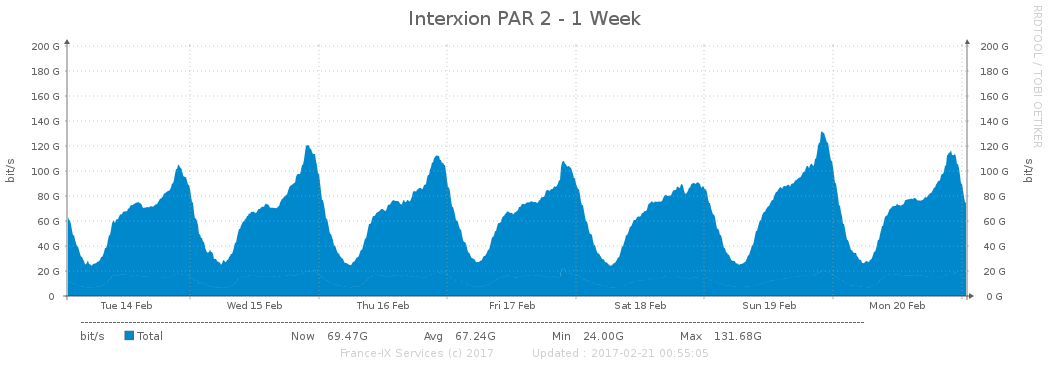 Interxion PAR 2 - 1 Week
RRDTOOL / TOBI OETIKER
200 G 200 G
180 G 180 G
160 G 160 G
140 G 140 G
120 G 120 G
100 G 100 G
80 G 80 G
60 G 60 G
40 G 40 G
20 G 20 G
0 0 G
bit/s bit/s
Tue 14 Feb Wed 15 Feb Thu 16 Feb Fri 17 Feb Sat 18 Feb Sun 19 Feb Mon 20 Feb
bit/s Total Now 69.47G Avg 67.24G Min 24.00G Max 131.68G
France-IX Services (c) 2017 Updated : 2017-02-21 00:55:05